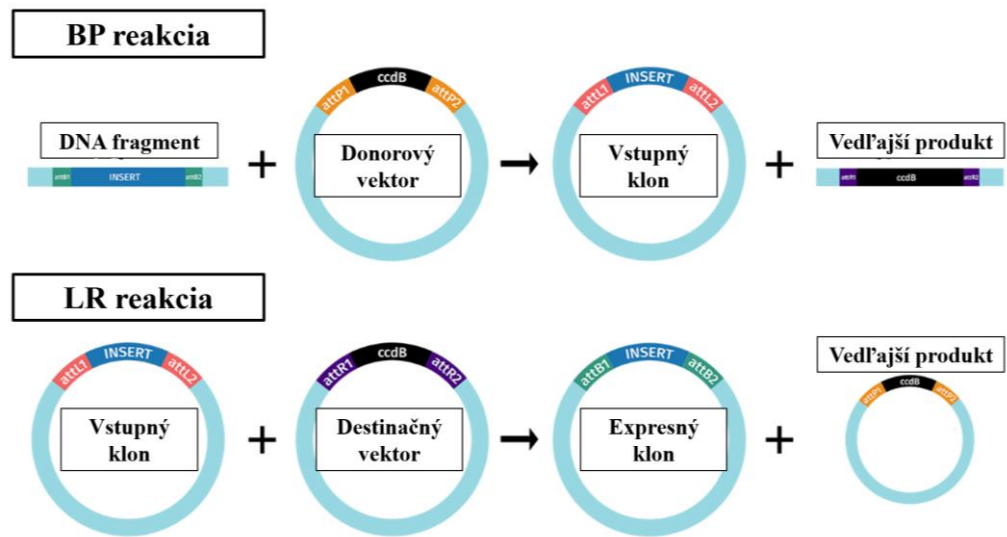 BP reakcia
DNA fragment
attB1 INSERT attB2
+
attP1 ccdB attP2
Donorový
vektor
attL1 INSERT attL2
Vstupný
klon
+
Vedľajší produkt
attR1 ccdB attR2
LR reakcia
attL1 INSERT attL2
Vstupný
klon
+
attR1 ccdB attR2
Destinačný
vektor
attB1 INSERT attB2
Expresný
klon
+
Vedľajší produkt
attP1 ccdB attP2